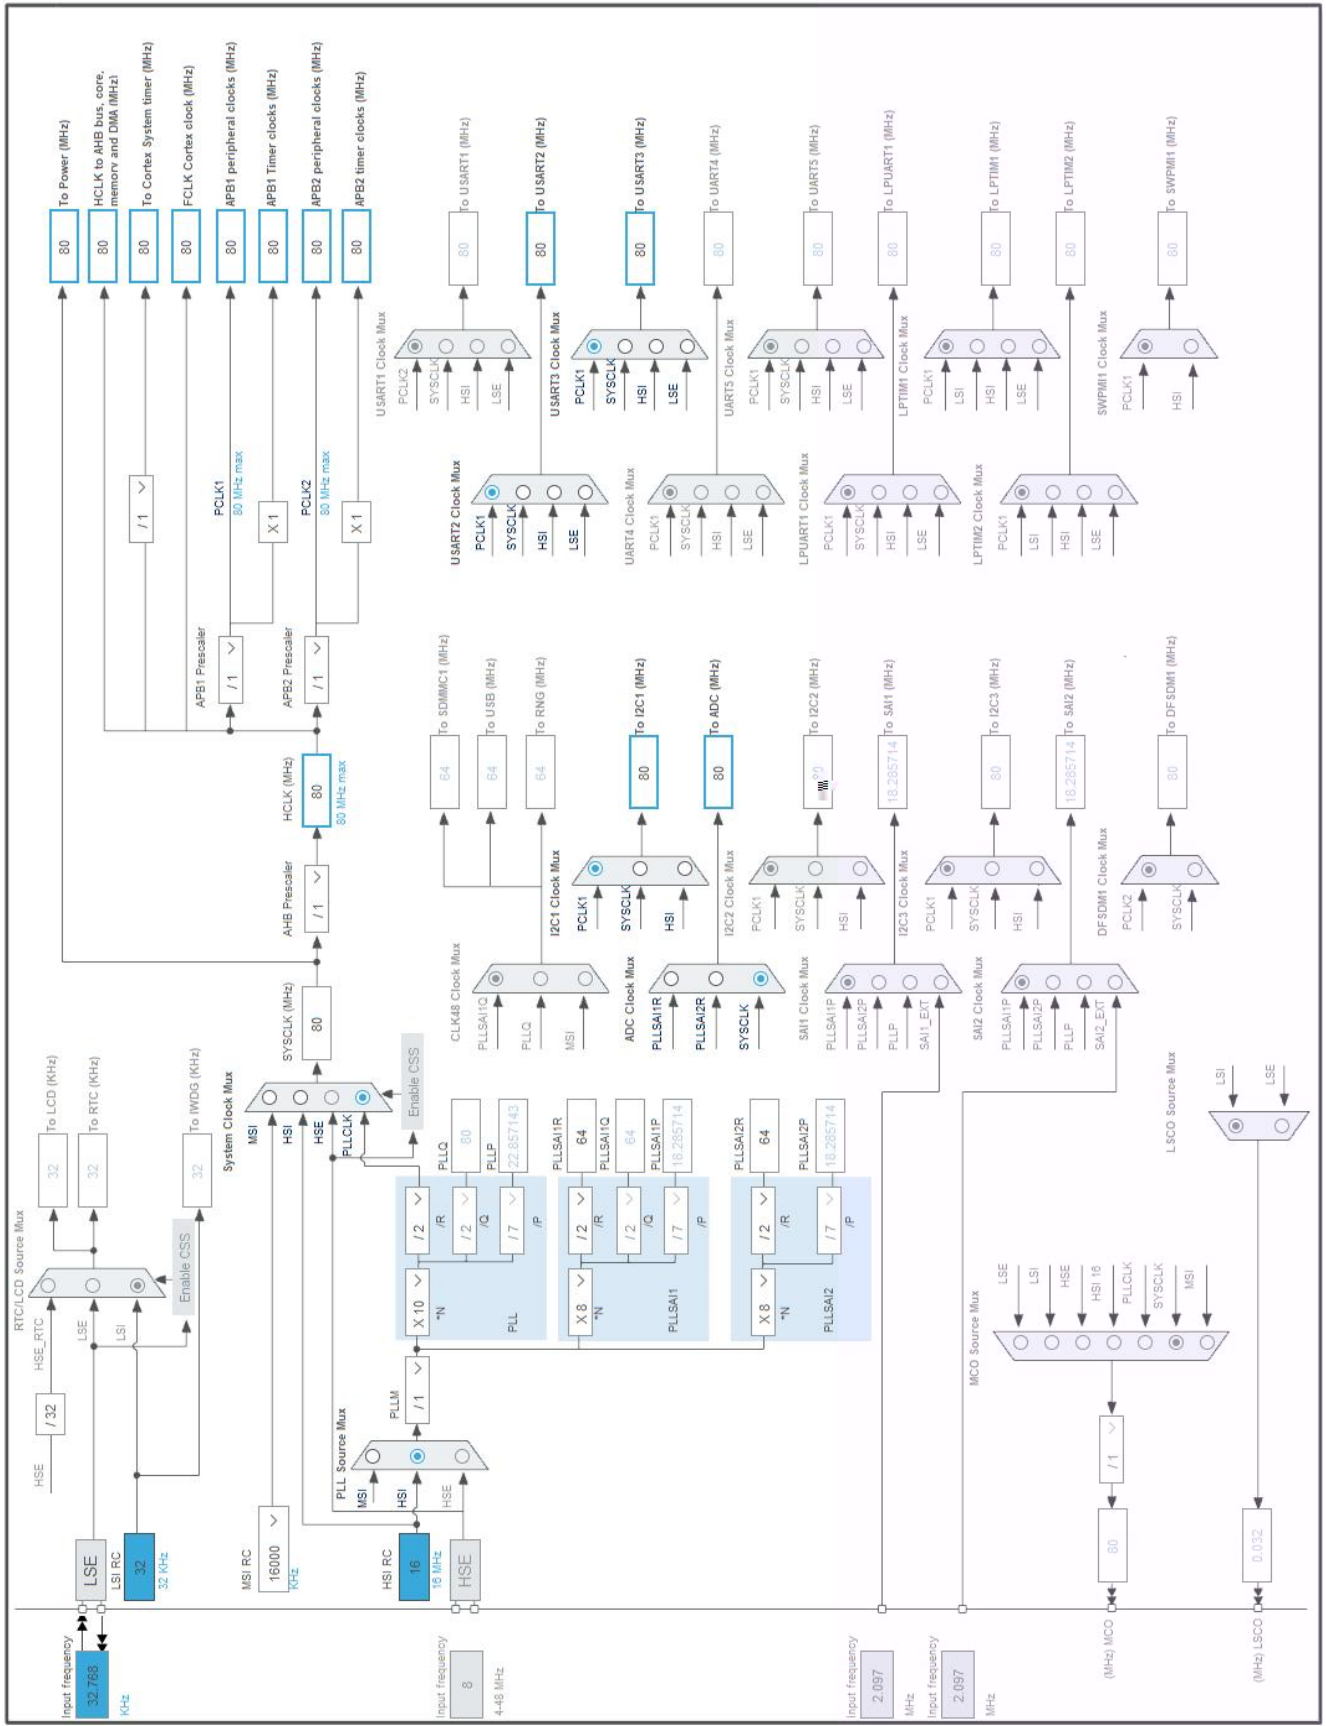 Input frequency
32.768
KHz
LSE
LSI RC
32
32 KHz
HSE
/ 32
HSE_RTC
LSE
LSI
RTC/LCD Source Mux
Enable CSS
32
To LCD (KHz)
32
To RTC (KHz)
32
To IWDG (KHz)
MSI RC
16000
KHz
HSI RC
16
16 MHz
Input frequency
8
4-48 MHz
HSE
PLL Source Mux
MSI
HSI
HSE
PLLM
/ 1
System Clock Mux
MSI
HSI
HSE
PLLCLK
Enable CSS
SYSCLK (MHz)
80
AHB Prescaler
/ 1
HCLK (MHz)
80
80 MHz max
APB1 Prescaler
/ 1
APB2 Prescaler
/ 1
/ 1
PCLK1
80 MHz max
X 1
PCLK2
80 MHz max
X 1
80
To Power (MHz)
80
HCLK to AHB bus, core,
memory and DMA (MHz)
80
To Cortex System timer (MHz)
80
FCLK Cortex clock (MHz)
80
APB1 peripheral clocks (MHz)
80
APB1 Timer clocks (MHz)
80
APB2 peripheral clocks (MHz)
80
APB2 timer clocks (MHz)
X 10
*N
PLL
/ 2
/R
/ 2
/Q
/ 7
/P
PLLQ
80
PLLP
22.857143
X 8
*N
PLLSAI1
/ 2
/R
/ 2
/Q
/ 7
/P
PLLSAI1R
64
PLLSAI1Q
64
PLLSAI1P
18.285714
X 8
*N
PLLSAI2
/ 2
/R
/ 7
/P
PLLSAI2R
64
PLLSAI2P
18.285714
CLK48 Clock Mux
PLLSAI1Q
PLLQ
MSI
64
To SDMMC1 (MHz)
64
To USB (MHz)
64
To RNG (MHz)
I2C1 Clock Mux
PCLK1
SYSCLK
HSI
80
To I2C1 (MHz)
ADC Clock Mux
PLLSAI1R
PLLSAI2R
SYSCLK
80
To ADC (MHz)
I2C2 Clock Mux
PCLK1
SYSCLK
HSI
To I2C2 (MHz)
SAI1 Clock Mux
PLLSAI1P
PLLSAI2P
PLLP
SAI1_EXT
18.285714
To SAI1 (MHz)
I2C3 Clock Mux
PCLK1
SYSCLK
HSI
80
To I2C3 (MHz)
SAI2 Clock Mux
PLLSAI1P
PLLSAI2P
PLLP
SAI2_EXT
18.285714
To SAI2 (MHz)
DFSDM1 Clock Mux
PCLK2
SYSCLK
80
To DFSDM1 (MHz)
USART1 Clock Mux
PCLK2
SYSCLK
HSI
LSE
80
To USART1 (MHz)
USART2 Clock Mux
PCLK1
SYSCLK
HSI
LSE
80
To USART2 (MHz)
USART3 Clock Mux
PCLK1
SYSCLK
HSI
LSE
80
To USART3 (MHz)
UART4 Clock Mux
PCLK1
SYSCLK
HSI
LSE
80
To UART4 (MHz)
UART5 Clock Mux
PCLK1
SYSCLK
HSI
LSE
80
To UART5 (MHz)
LPUART1 Clock Mux
PCLK1
SYSCLK
HSI
LSE
80
To LPUART1 (MHz)
LPTIM1 Clock Mux
PCLK1
LSI
HSI
LSE
80
To LPTIM1 (MHz)
LPTIM2 Clock Mux
PCLK1
LSI
HSI
LSE
80
To LPTIM2 (MHz)
SWPMI1 Clock Mux
PCLK1
HSI
80
To SWPMI1 (MHz)
Input frequency
2.097
MHz
Input frequency
2.097
MHz
MCO Source Mux
LSE
LSI
HSE
HSI 16
PLLCLK
SYSCLK
MSI
/ 1
80
(MHz) MCO
LSCO Source Mux
LSI
LSE
0.032
(MHz) LSCO